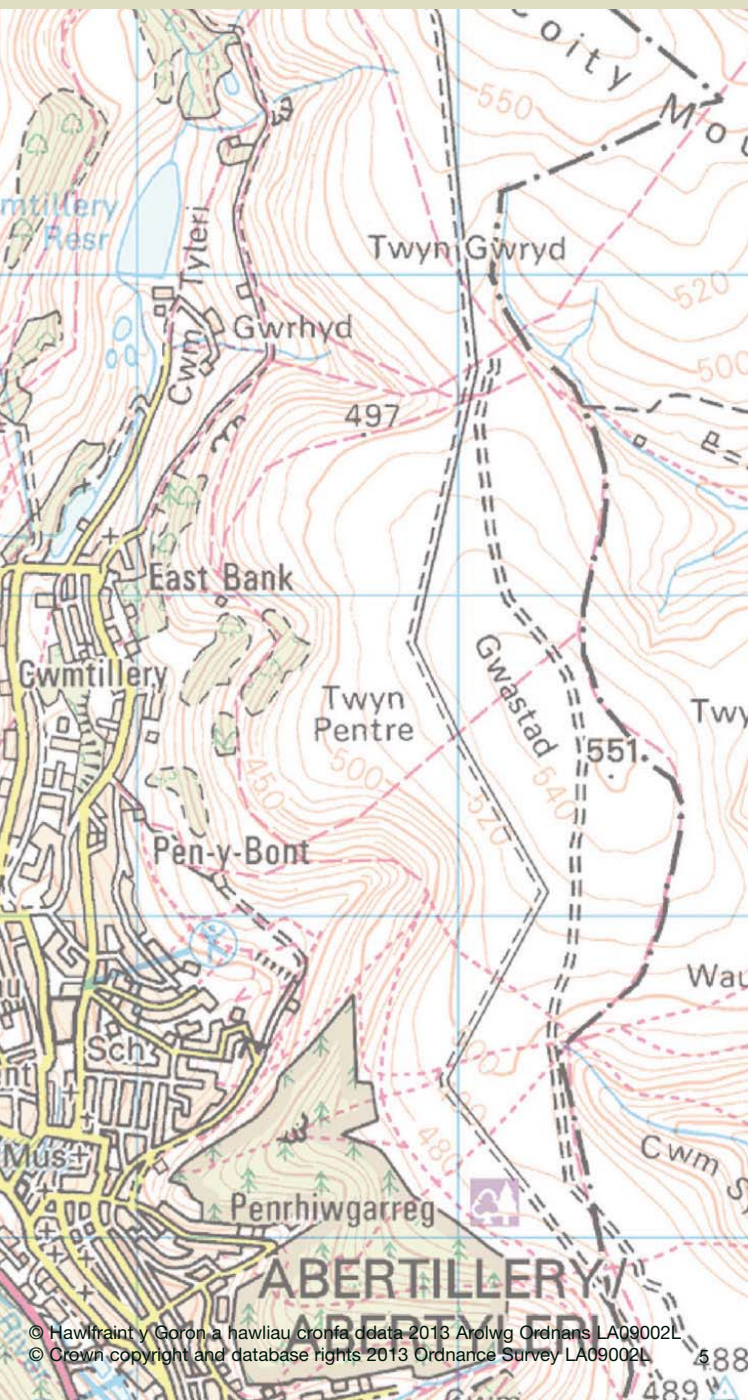 Coity
Mou
550
mtillery
Resr
Cwm Tyleri
Twyn Gwryd
520
Gwrhyd
500
497
East Bank
Cwmtillery
Twyn
Pentre
Gwastad
Twy
551
500
450
520
540
Pen-y-Bont
Wau
Sch
480
Cwm S
Mus
Penrhiwgarreg
ABERTILLERY/
ABERTYLERI
© Hawlfraint y Goron a hawliau cronfa ddata 2013 Arolwg Ordnans LA09002L
© Crown copyright and database rights 2013 Ordnance Survey LA09002L
5
488
489